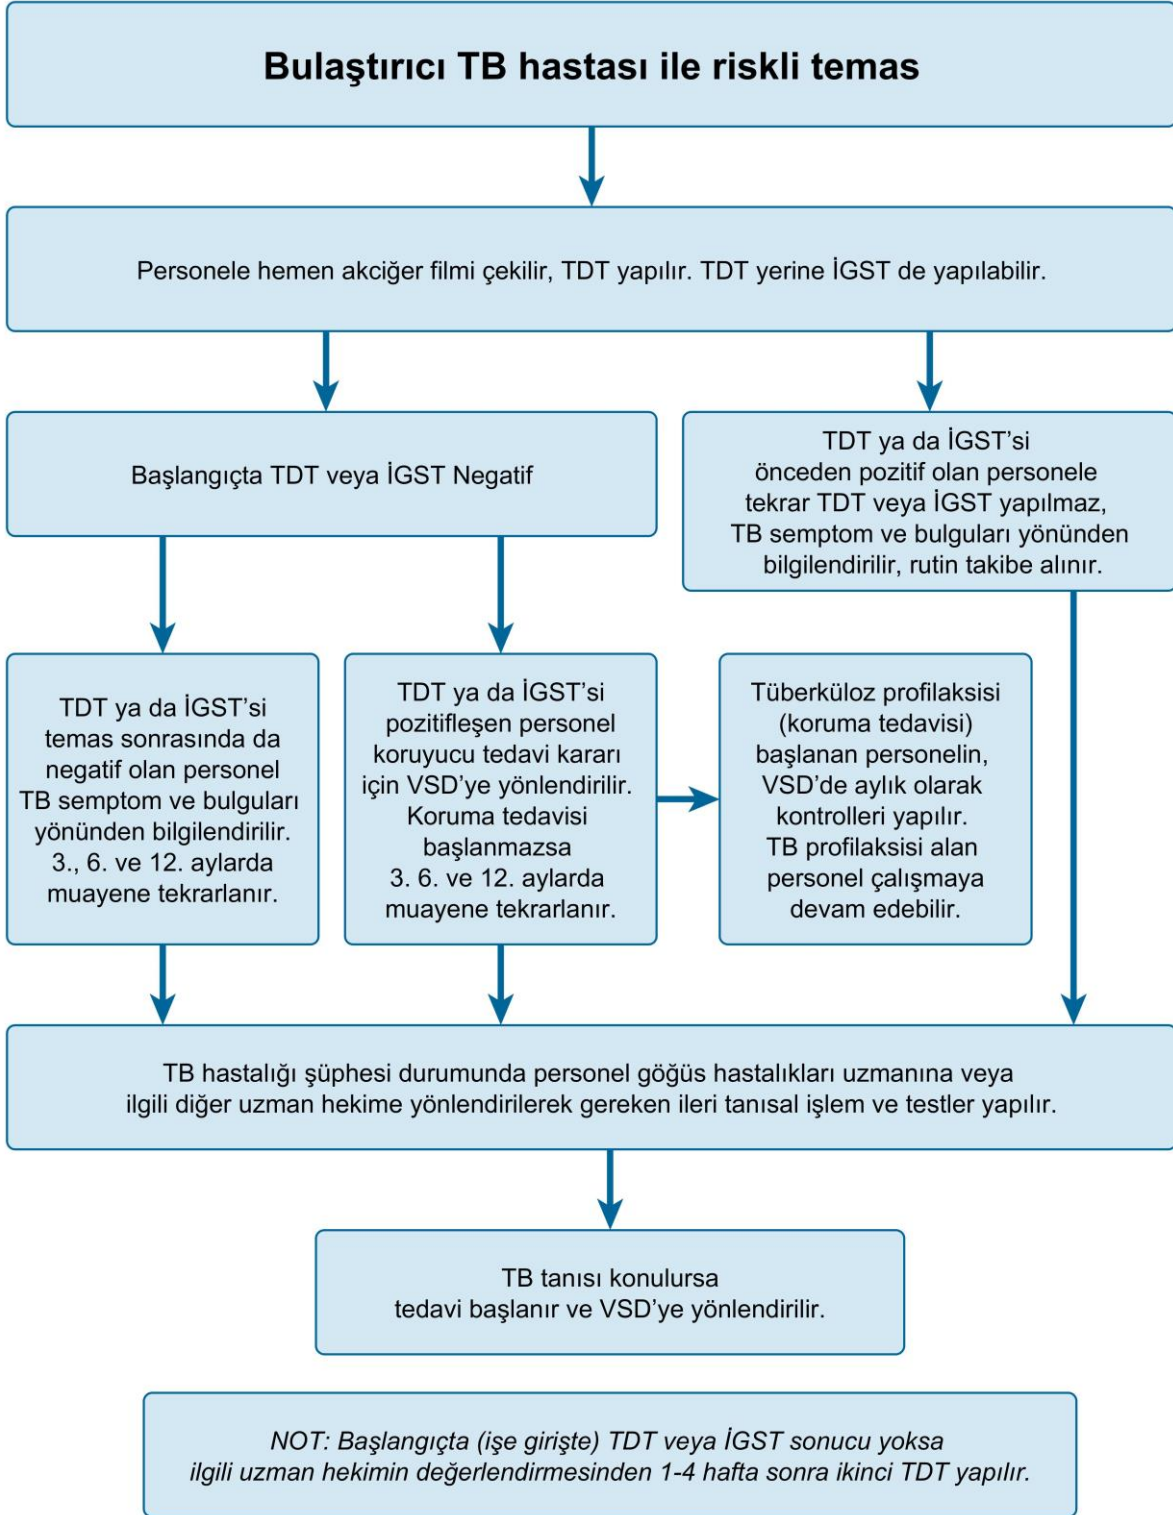 Bulaştırıcı TB hastası ile riskli temas
Personele hemen akciğer filmi çekilir, TDT yapılır. TDT yerine İGST de yapılabilir.
Başlangıçta TDT veya İGST Negatif
TDT ya da İGST’si
önceden pozitif olan personele
tekrar TDT veya İGST yapılmaz,
TB semptom ve bulguları yönünden
bilgilendirilir, rutin takibe alınır.
TDT ya da İGST’si
temas sonrasında da
negatif olan personel
TB semptom ve bulguları
yönünden bilgilendirilir.
3., 6. ve 12. aylarda
muayene tekrarlanır.
TDT ya da İGST’si
pozitifleşen personel
koruyucu tedavi kararı
için VSD’ye yönlendirilir.
Koruma tedavisi
başlanmazsa
3. 6. ve 12. aylarda
muayene tekrarlanır.
Tüberküloz profilaksisi
(koruma tedavisi)
başlanan personelin,
VSD’de aylık olarak
kontrolleri yapılır.
TB profilaksisi alan
personel çalışmaya
devam edebilir.
TB hastalığı şüphesi durumunda personel göğüs hastalıkları uzmanına veya
ilgili diğer uzman hekime yönlendirilerek gereken ileri tanısal işlem ve testler yapılır.
TB tanısı konulursa
tedavi başlanır ve VSD’ye yönlendirilir.
NOT: Başlangıçta (işe girişte) TDT veya İGST sonucu yoksa
ilgili uzman hekimin değerlendirmesinden 1-4 hafta sonra ikinci TDT yapılır.